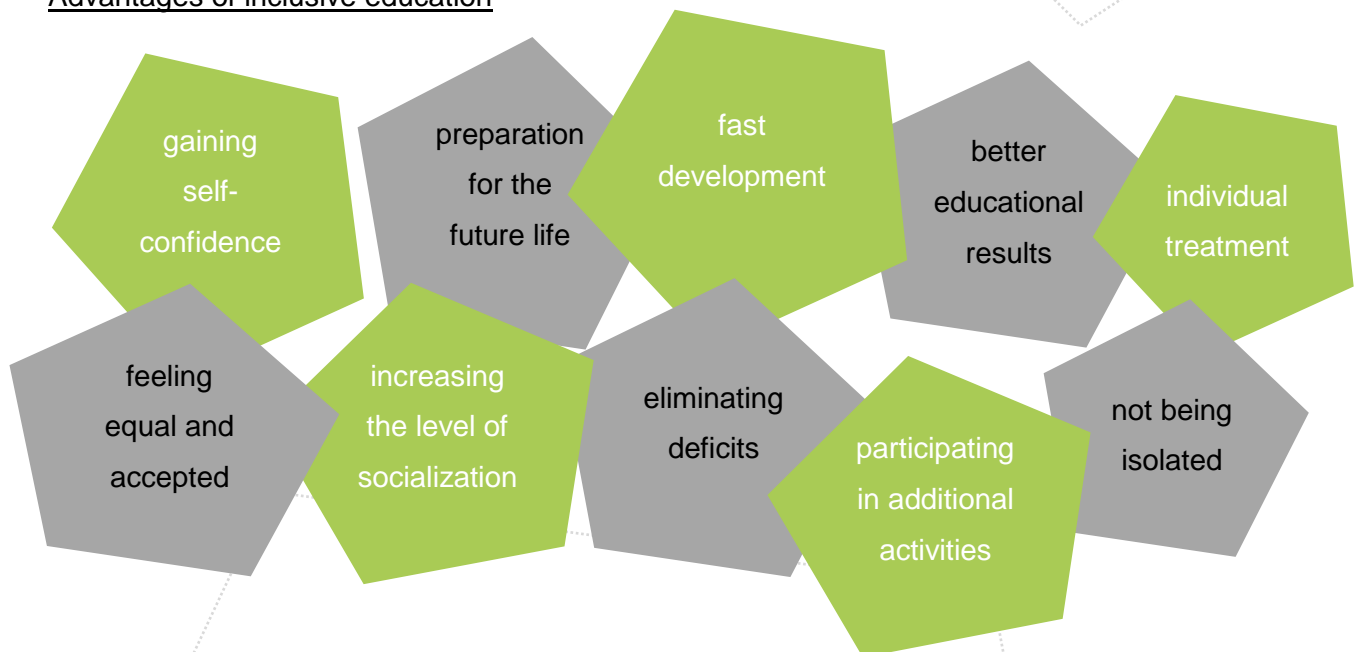 Advantages of inclusive education
gaining
self-
confidence
preparation
for the
future life
fast
development
better
educational
results
individual
treatment
feeling
equal and
accepted
increasing
the level of
socialization
eliminating
deficits
participating
in additional
activities
not being
isolated